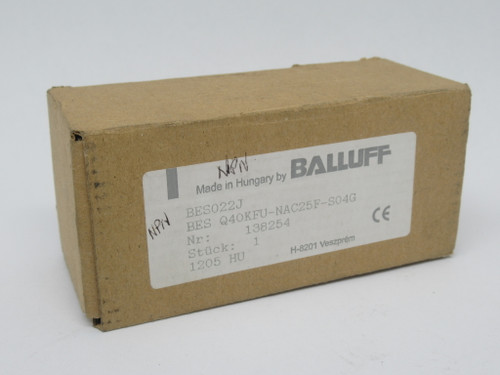 NPN
Made in Hungary by BALLUFF
NPN
BES022J
BES Q40KFU-NAC25F-S04G
Nr: 138254
Stück: 1
1205 HU
CE
H-8201 Veszprém